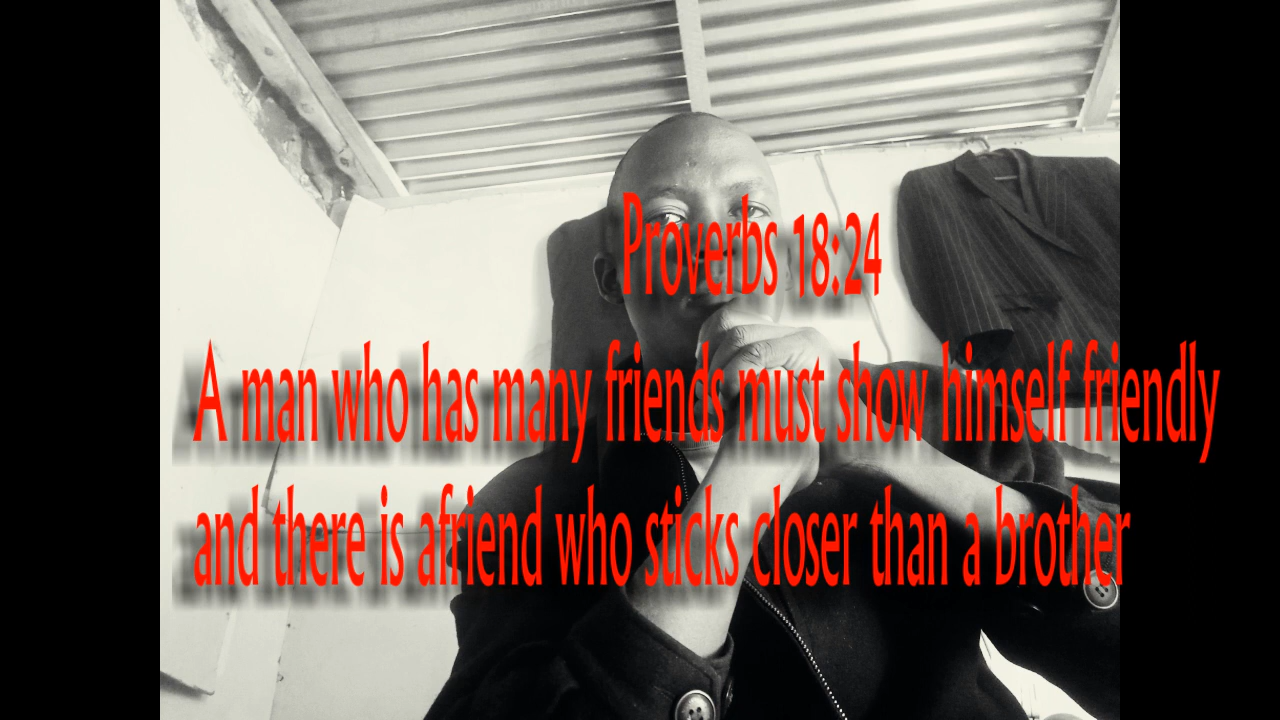 Proverbs 18:24
A man who has many friends must show himself friendly
and there is afriend who sticks closer than a brother